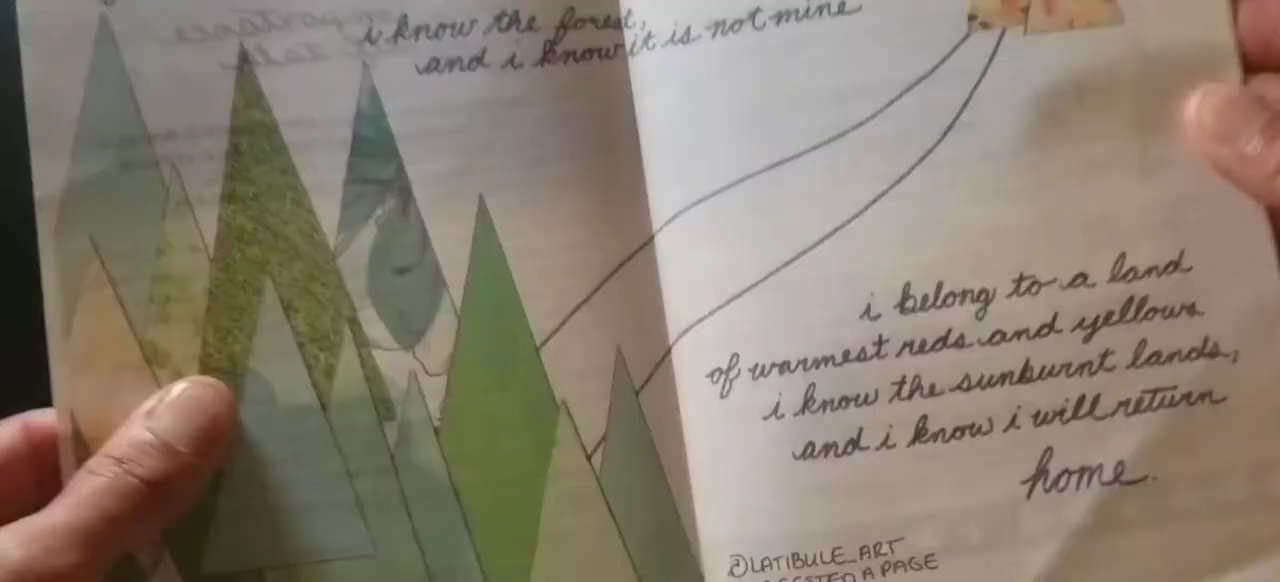 i know the forest,
and i know it is not mine
i belong to a land
of warmest reds and yellows
i know the sunburnt lands,
and i know i will return
home.
@LATIBULE_ART
A PAGE